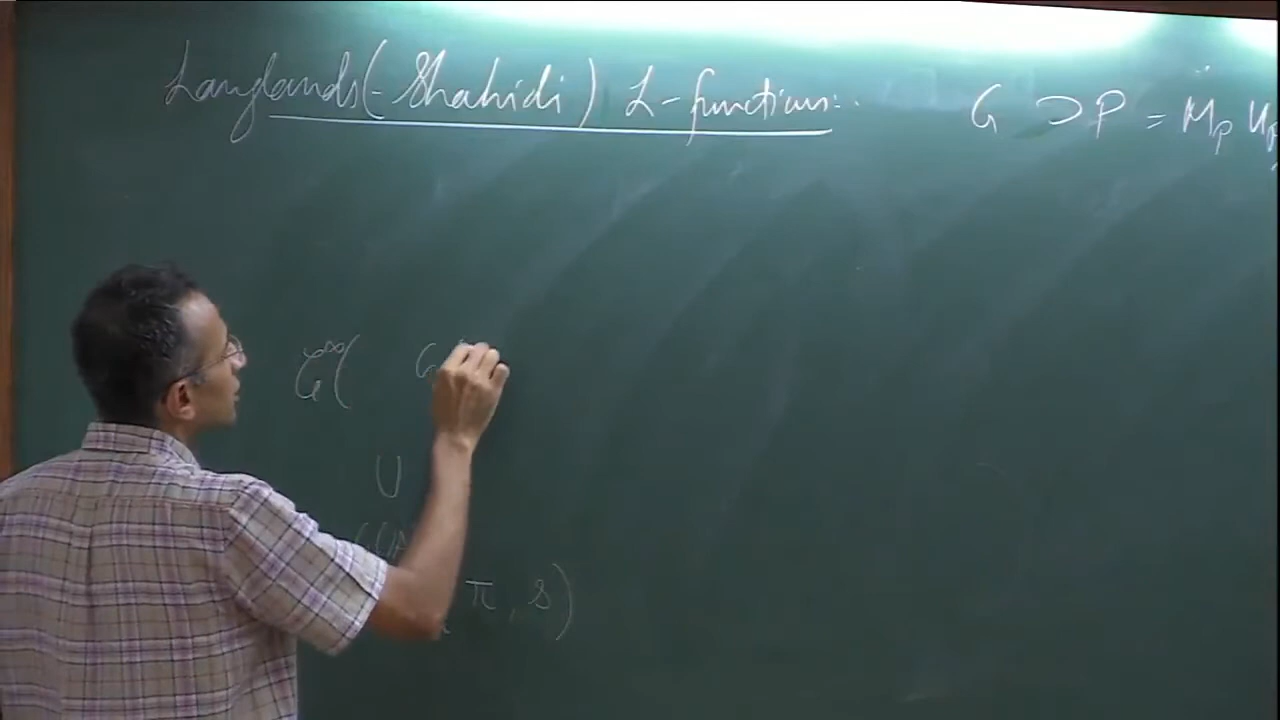 Langlands(-Shahidi) L-functions:. G ⊃ P = M_P U_P
C^∞( G
U
G(A
π, s)